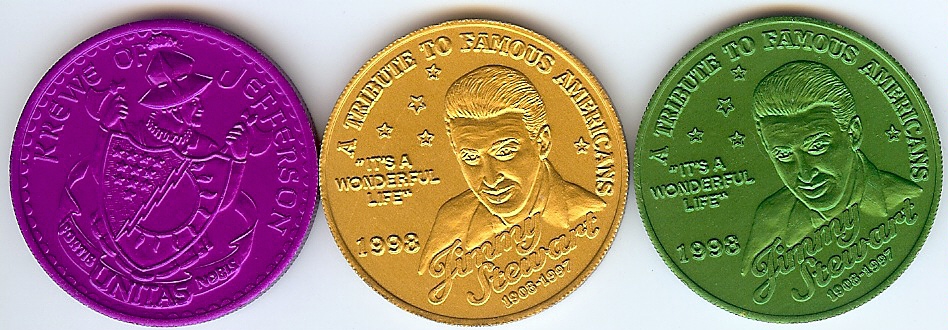 KREWE OF JEFFERSON
UNITAS
NOBIS
A TRIBUTE TO FAMOUS AMERICANS
"IT'S A
WONDERFUL
LIFE"
1998
Jimmy
Stewart
1908-1997
A TRIBUTE TO FAMOUS AMERICANS
"IT'S A
WONDERFUL
LIFE"
1998
Jimmy
Stewart
1908-1997